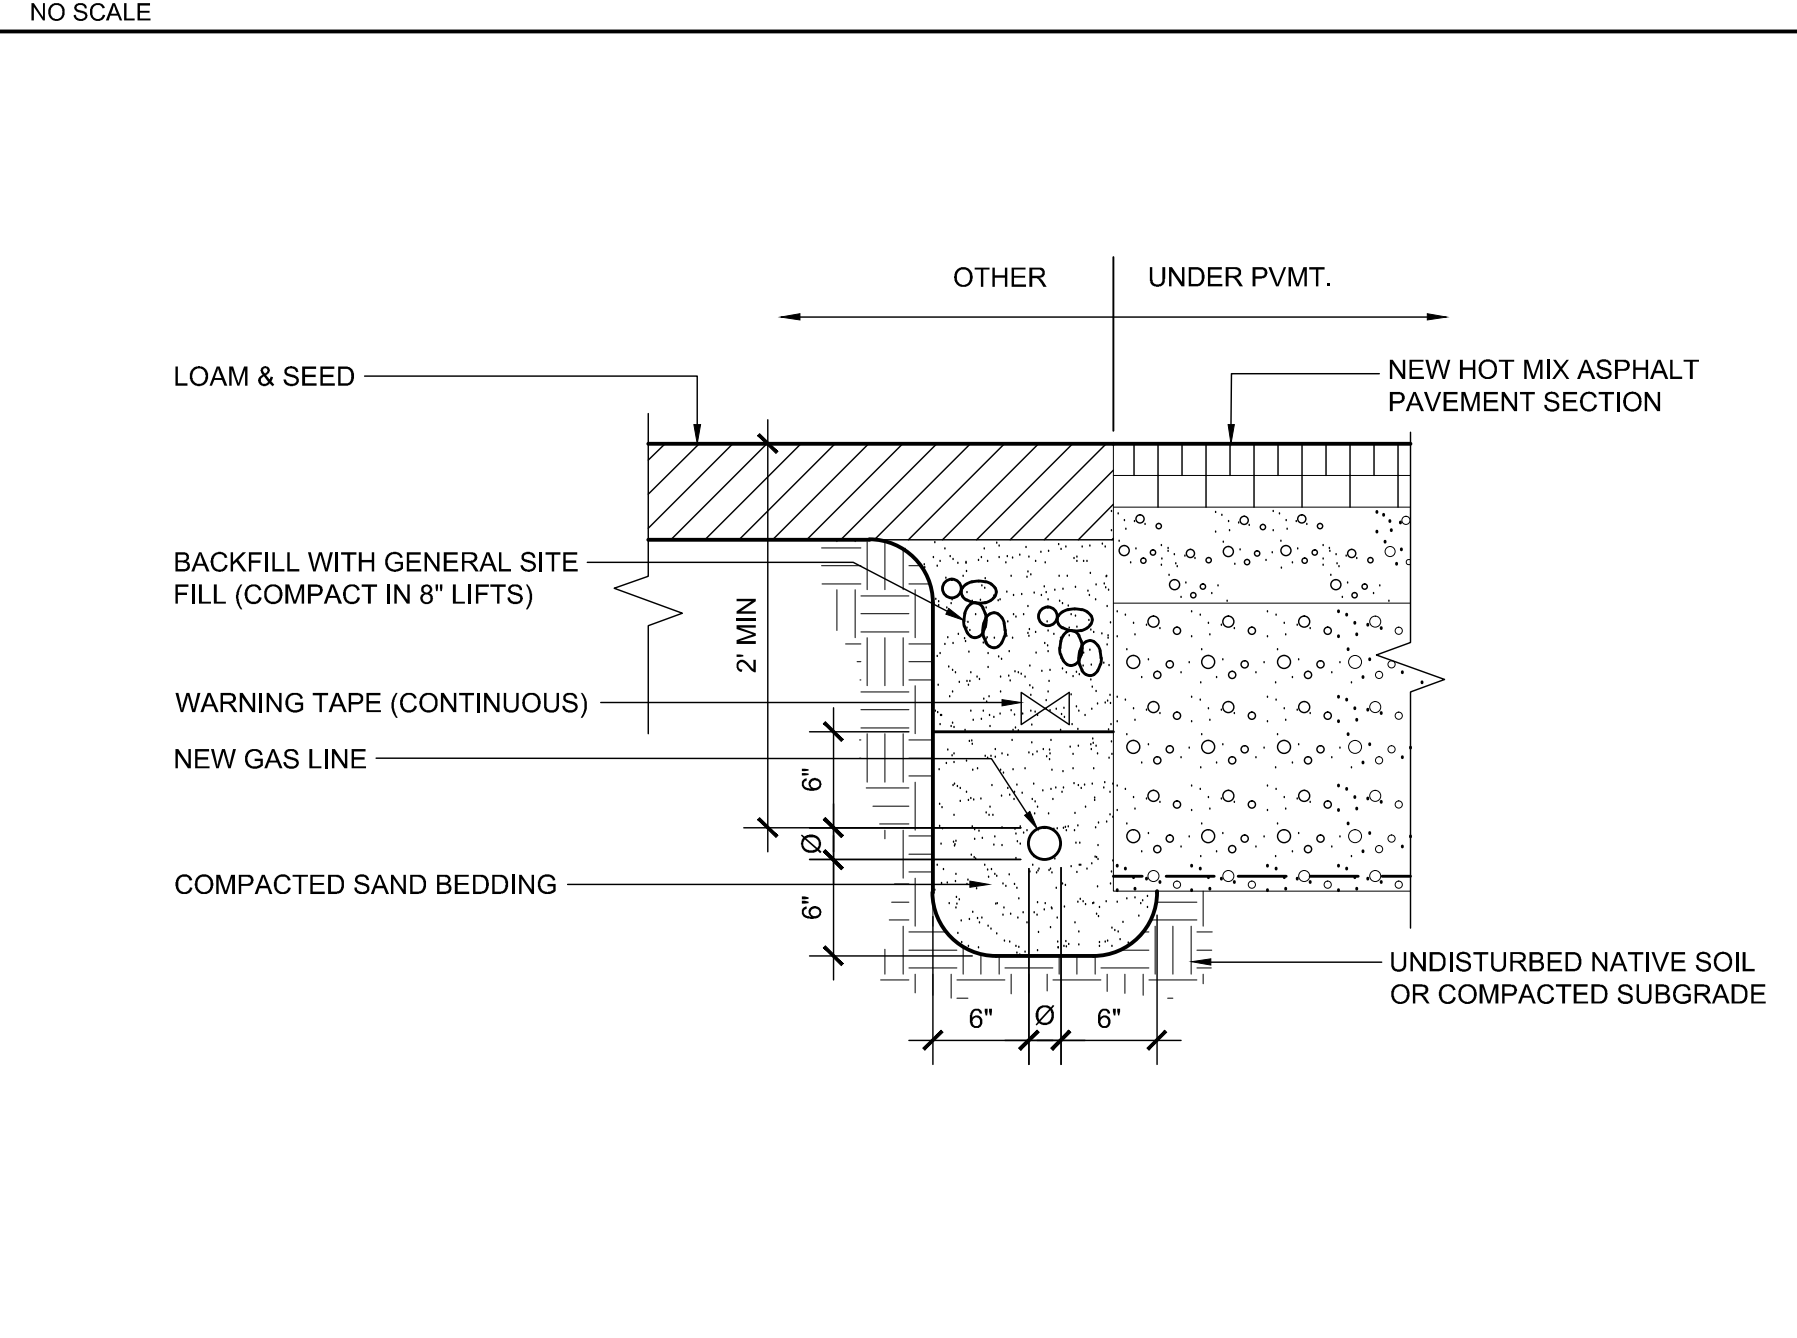 NO SCALE
OTHER
UNDER PVMT.
LOAM & SEED
NEW HOT MIX ASPHALT
PAVEMENT SECTION
BACKFILL WITH GENERAL SITE
FILL (COMPACT IN 8" LIFTS)
2' MIN
WARNING TAPE (CONTINUOUS)
NEW GAS LINE
6"
Ø
COMPACTED SAND BEDDING
6"
UNDISTURBED NATIVE SOIL
OR COMPACTED SUBGRADE
6"
Ø
6"